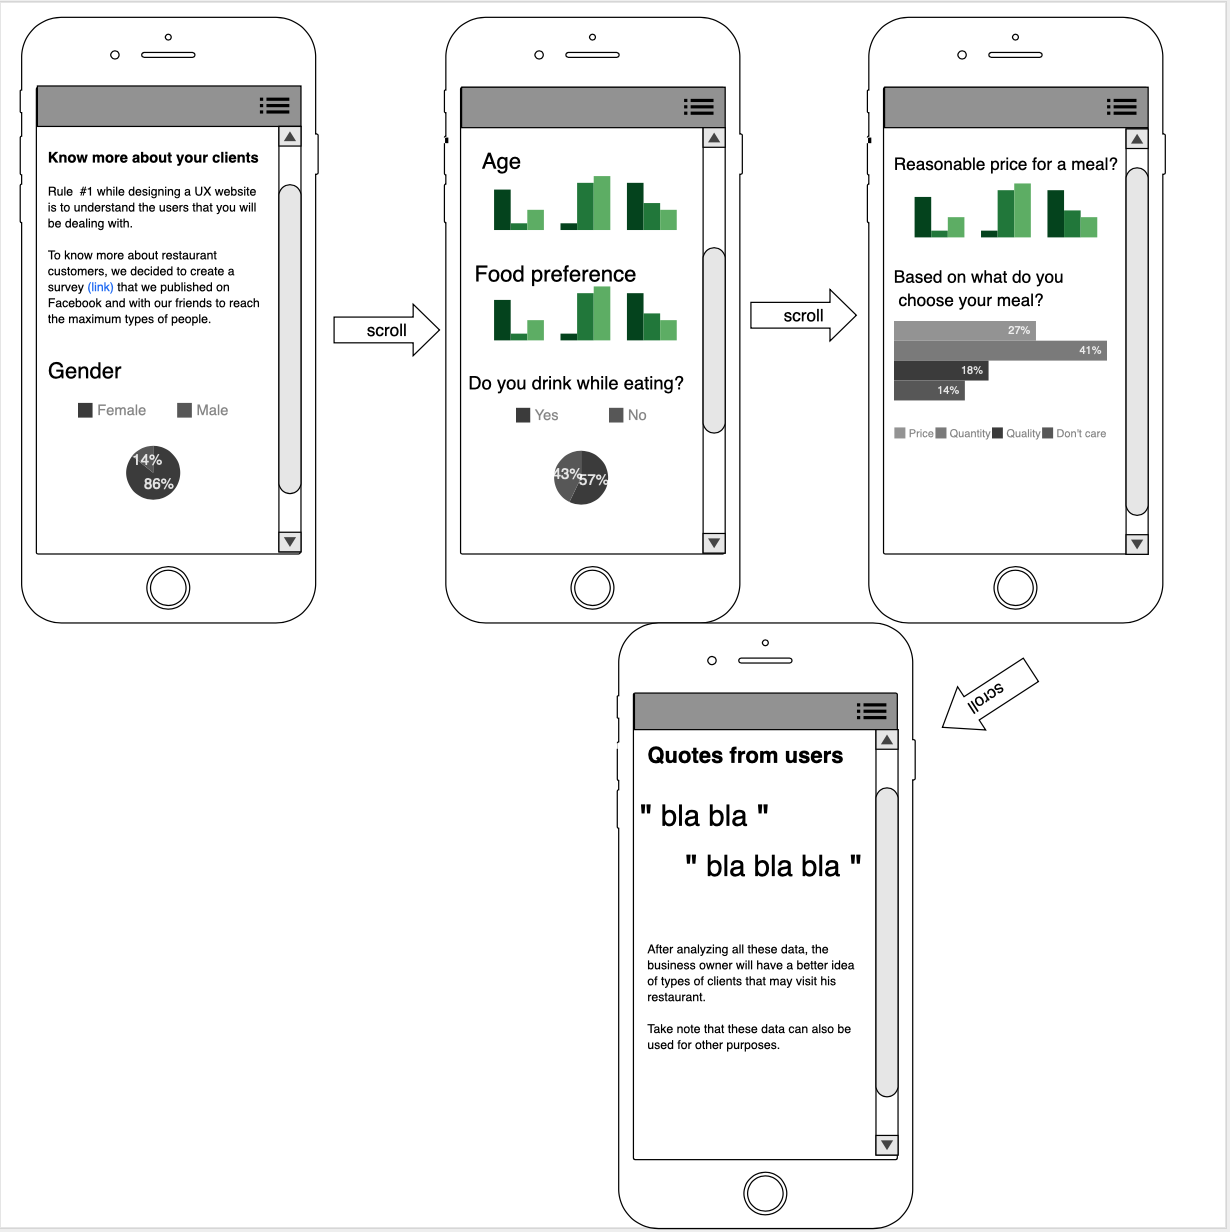 Know more about your clients
Rule  #1 while designing a UX website
is to understand the users that you will
be dealing with.
To know more about restaurant
customers, we decided to create a
survey (link) that we published on
Facebook and with our friends to reach
the maximum types of people.
Gender
Female Male
14%
86%
scroll
Age
Food preference
Do you drink while eating?
Yes No
43% 57%
scroll
Reasonable price for a meal?
Based on what do you
choose your meal?
27%
41%
18%
14%
Price Quantity Quality Don't care
scroll
Quotes from users
" bla bla "
" bla bla bla "
After analyzing all these data, the
business owner will have a better idea
of types of clients that may visit his
restaurant.
Take note that these data can also be
used for other purposes.